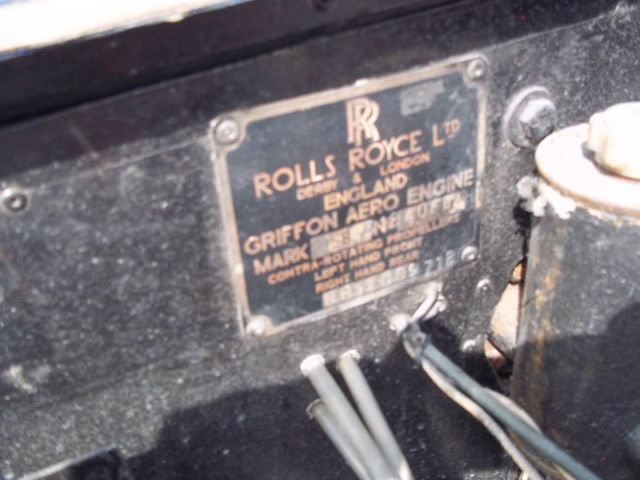 RR
ROLLS ROYCE LTD
DERBY & LONDON
ENGLAND
GRIFFON AERO ENGINE
MARK
CONTRA-ROTATING PROPELLERS
LEFT HAND FRONT
RIGHT HAND REAR